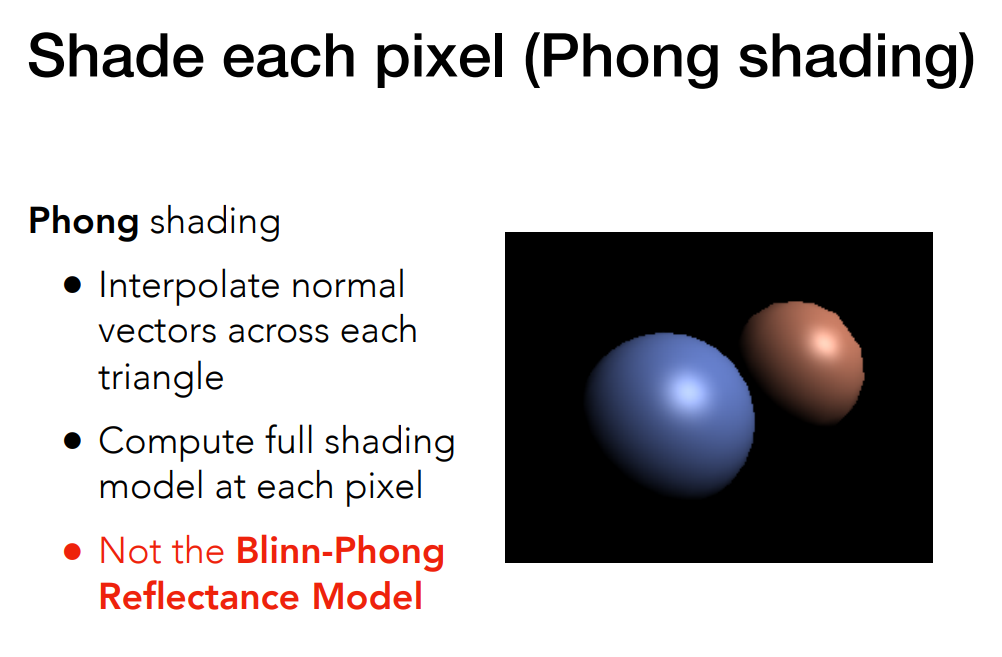 Shade each pixel (Phong shading)
Phong shading
● Interpolate normal
vectors across each
triangle
● Compute full shading
model at each pixel
● Not the Blinn-Phong
Reflectance Model